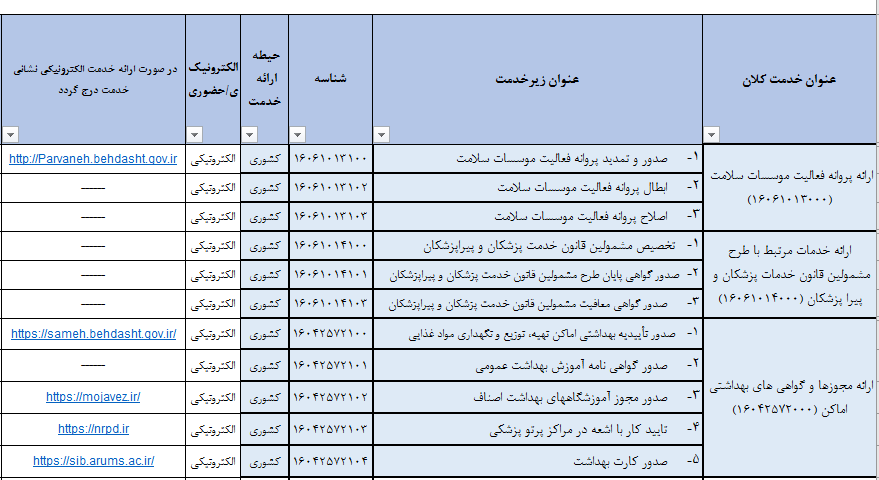 عنوان خدمت کلان
عنوان زیرخدمت
شناسه
حیطه
ارائه
خدمت
الکترونیک
ی/حضوری
در صورت ارائه خدمت الکترونیکی نشانی
خدمت درج گردد
ارائه پروانه فعالیت موسسات سلامت
(۱۶۰۶۱۰۱۳۰۰۰)
۱- صدور و تمدید پروانه فعالیت موسسات سلامت
۱۶۰۶۱۰۱۳۱۰۰
کشوری
الکترونیکی
http://Parvaneh.behdasht.gov.ir
۲- ابطال پروانه فعالیت موسسات سلامت
۱۶۰۶۱۰۱۳۱۰۲
کشوری
الکترونیکی
------
۳- اصلاح پروانه فعالیت موسسات سلامت
۱۶۰۶۱۰۱۳۱۰۳
کشوری
الکترونیکی
------
ارائه خدمات مرتبط با طرح
مشمولین قانون خدمات پزشکان و
پیرا پزشکان (۱۶۰۶۱۰۱۴۰۰۰)
۱- تخصیص مشمولین قانون خدمت پزشکان و پیراپزشکان
۱۶۰۶۱۰۱۴۱۰۰
کشوری
الکترونیکی
------
۲- صدور گواهی پایان طرح مشمولین قانون خدمت پزشکان و پیراپزشکان
۱۶۰۶۱۰۱۴۱۰۱
کشوری
الکترونیکی
------
۳- صدور گواهی معافیت مشمولین قانون خدمت پزشکان و پیراپزشکان
۱۶۰۶۱۰۱۴۱۰۳
کشوری
الکترونیکی
------
ارائه مجوزها و گواهی های بهداشتی
اماکن (۱۶۰۴۲۵۷۲۰۰۰)
۱- صدور تأییدیه بهداشتی اماکن تهیه، توزیع و نگهداری مواد غذایی
۱۶۰۴۲۵۷۲۱۰۰
کشوری
الکترونیکی
https://sameh.behdasht.gov.ir/
۲- صدور گواهی نامه آموزش بهداشت عمومی
۱۶۰۴۲۵۷۲۱۰۱
کشوری
الکترونیکی
------
۳- صدور مجوز آموزشگاههای بهداشت اصناف
۱۶۰۴۲۵۷۲۱۰۲
کشوری
الکترونیکی
https://mojavez.ir/
۴- تایید کار با اشعه در مراکز پرتو پزشکی
۱۶۰۴۲۵۷۲۱۰۳
کشوری
الکترونیکی
https://nrpd.ir
۵- صدور کارت بهداشت
۱۶۰۴۲۵۷۲۱۰۴
کشوری
الکترونیکی
https://sib.arums.ac.ir/